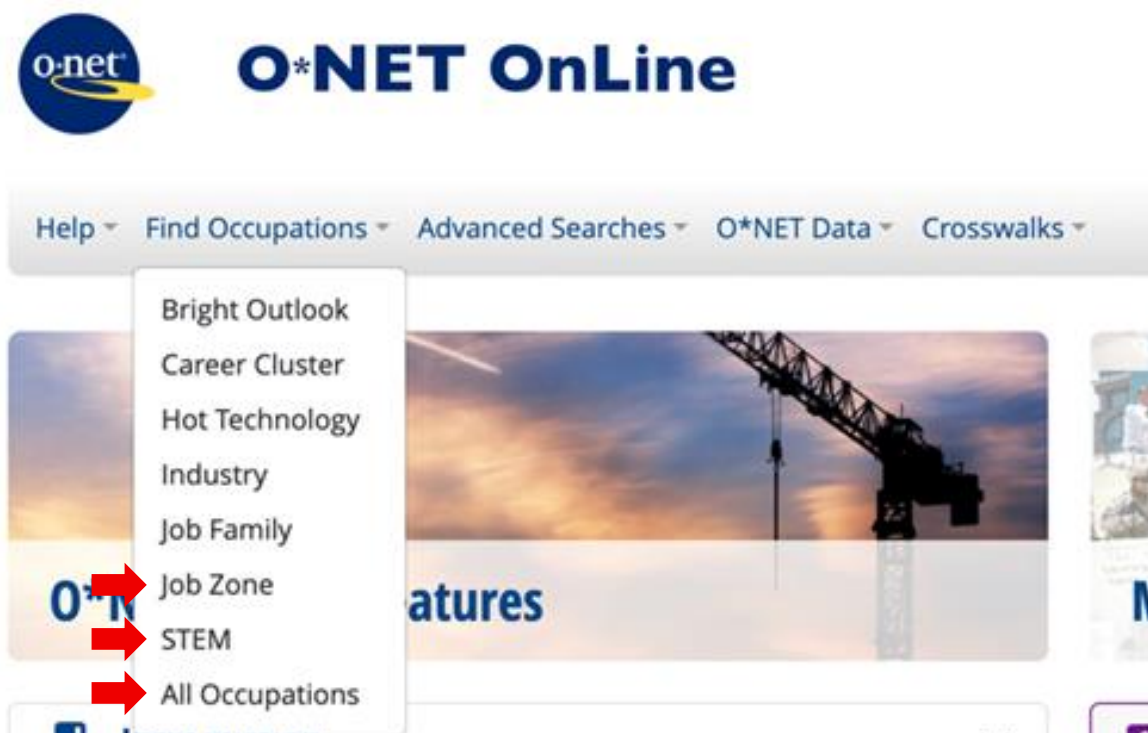 o·net
O*NET OnLine
Help Find Occupations Advanced Searches O*NET Data Crosswalks
Bright Outlook
Career Cluster
Hot Technology
Industry
Job Family
Job Zone
STEM
All Occupations